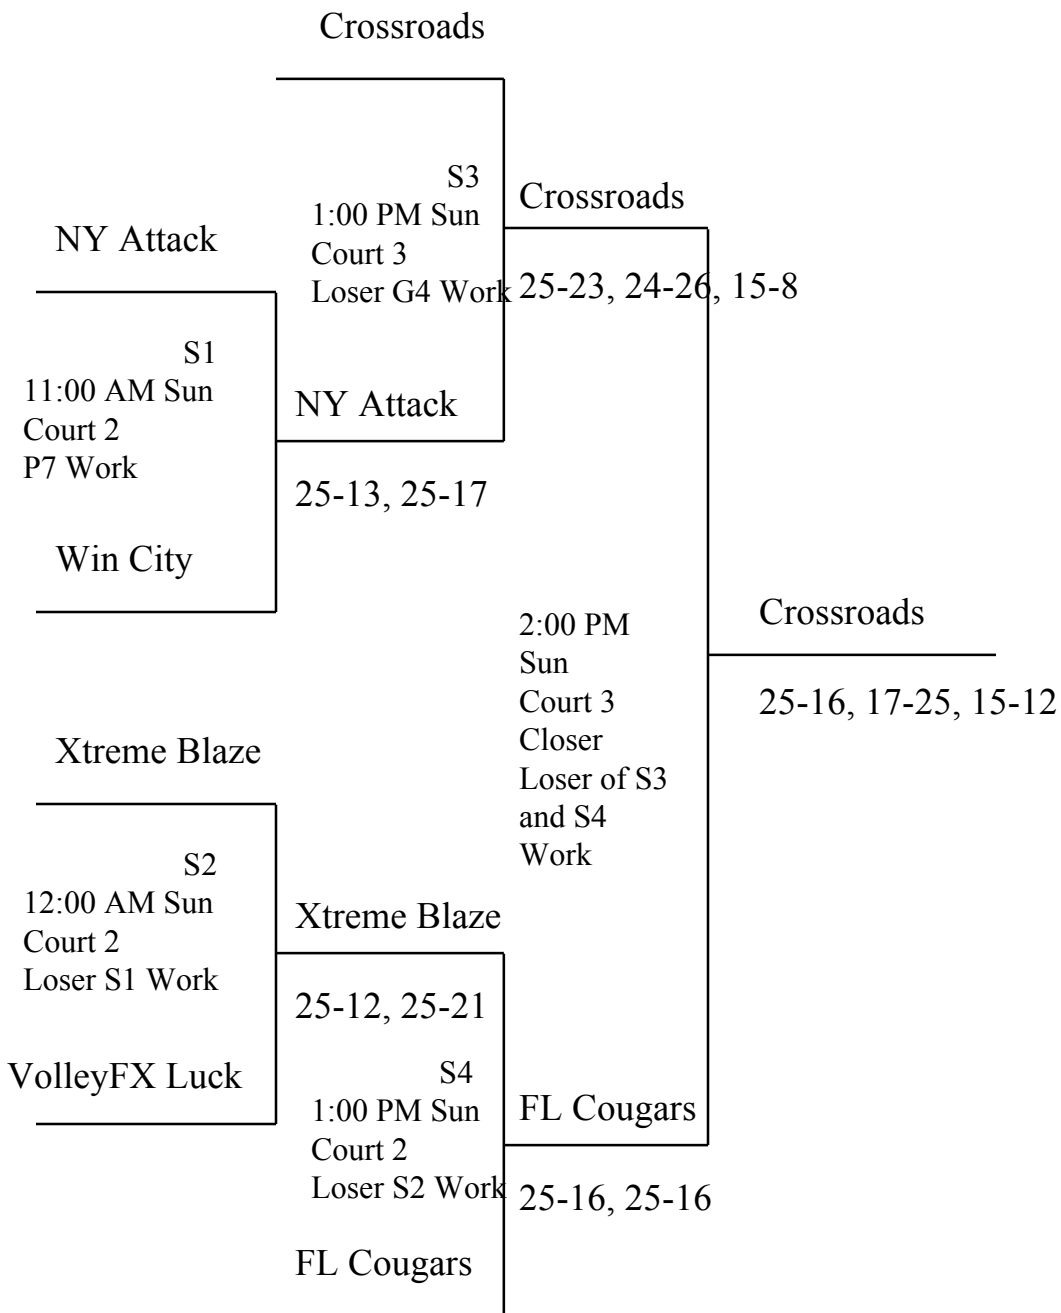 Crossroads
S3
1:00 PM Sun
Court 3
Loser G4 Work
Crossroads
25-23, 24-26, 15-8
NY Attack
S1
11:00 AM Sun
Court 2
P7 Work
NY Attack
25-13, 25-17
Win City
2:00 PM
Sun
Court 3
Closer
Loser of S3
and S4
Work
Crossroads
25-16, 17-25, 15-12
Xtreme Blaze
S2
12:00 AM Sun
Court 2
Loser S1 Work
Xtreme Blaze
25-12, 25-21
VolleyFX Luck
S4
1:00 PM Sun
Court 2
Loser S2 Work
FL Cougars
25-16, 25-16
FL Cougars